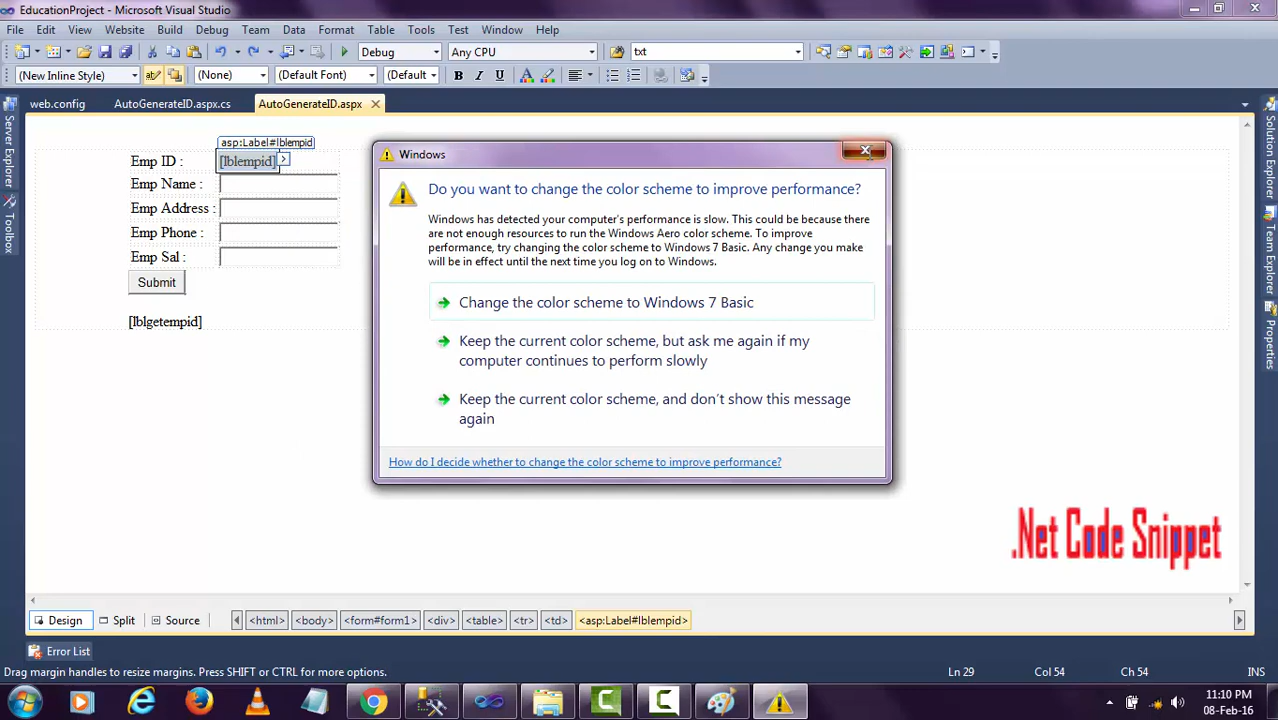 EducationProject - Microsoft Visual Studio
File Edit View Website Build Debug Team Data Format Table Tools Test Window Help
Debug Any CPU txt
(New Inline Style) (None) (Default Font) (Default B I U A
web.config AutoGenerateID.aspx.cs AutoGenerateID.aspx
Server Explorer
Toolbox
Solution Explorer
Team Explorer
Properties
asp:Label#lblempid
Emp ID : [lblempid]
Emp Name :
Emp Address :
Emp Phone :
Emp Sal :
Submit
[lblgetempid]
Windows
Do you want to change the color scheme to improve performance?
Windows has detected your computer's performance is slow. This could be because there
are not enough resources to run the Windows Aero color scheme. To improve
performance, try changing the color scheme to Windows 7 Basic. Any change you make
will be in effect until the next time you log on to Windows.
Change the color scheme to Windows 7 Basic
Keep the current color scheme, but ask me again if my
computer continues to perform slowly
Keep the current color scheme, and don't show this message
again
How do I decide whether to change the color scheme to improve performance?
.Net Code Snippet
Design Split Source <html> <body> <form#form1> <div> <table> <tr> <td> <asp:Label#lblempid>
Error List
Drag margin handles to resize margins. Press SHIFT or CTRL for more options. Ln 29 Col 54 Ch 54 INS
11:10 PM
08-Feb-16